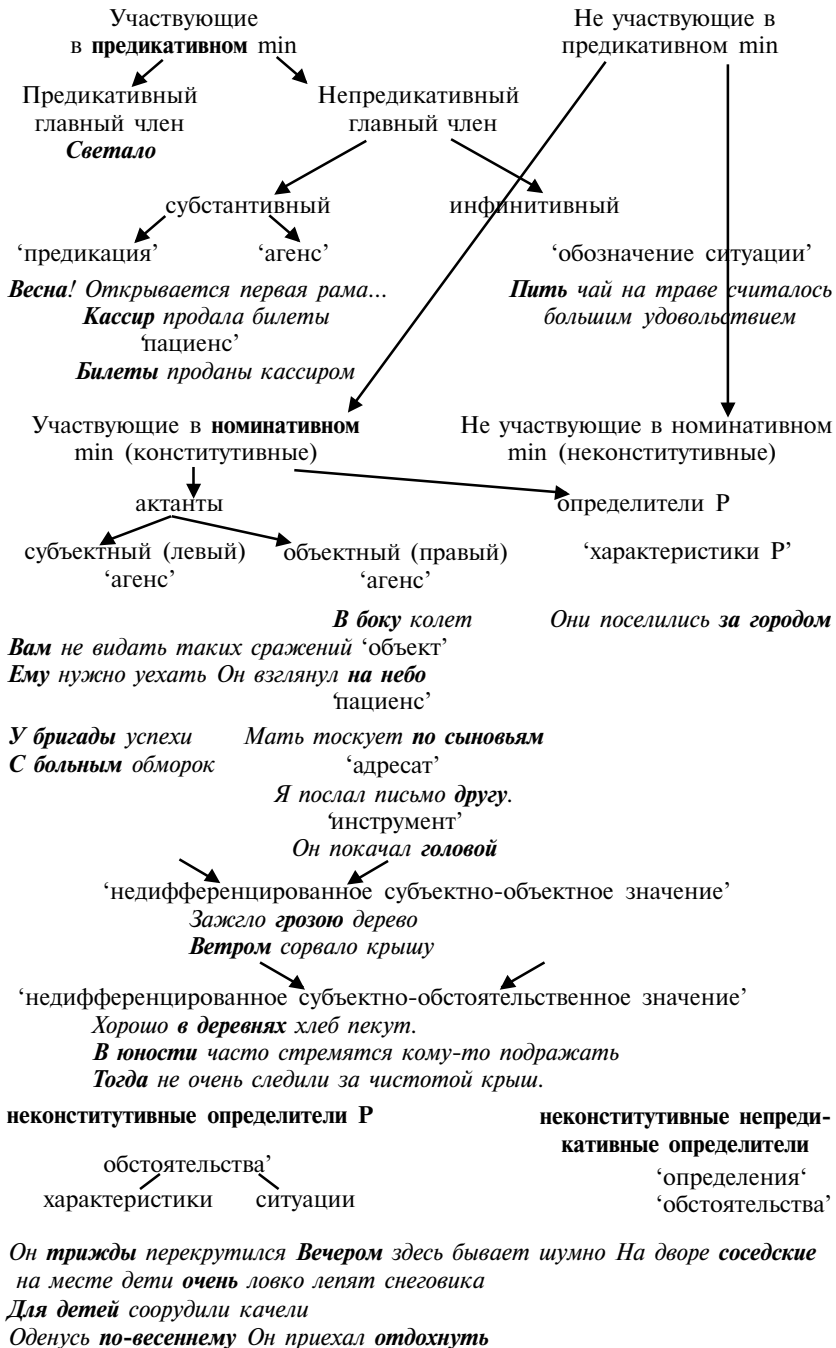 Участвующие Не участвующие в
в предикативном min предикативном min
Предикативный Непредикативный
главный член главный член
Светало
субстантивный инфинитивный
‘предикация’ ‘агенс’ ‘обозначение ситуации’
Весна! Открывается первая рама... Пить чай на траве считалось
Кассир продала билеты большим удовольствием
‘пациенс’
Билеты проданы кассиром
Участвующие в номинативном Не участвующие в номинативном
min (конститутивные) min (неконститутивные)
актанты определители Р
субъектный (левый) объектный (правый) ‘характеристики Р’
‘агенс’ ‘агенс’
В боку колет Они поселились за городом
Вам не видать таких сражений ‘объект’
Ему нужно уехать Он взглянул на небо
‘пациенс’
У бригады успехи Мать тоскует по сыновьям
С больным обморок ‘адресат’
Я послал письмо другу.
‘инструмент’
Он покачал головой
‘недифференцированное субъектно-объектное значение’
Зажгло грозою дерево
Ветром сорвало крышу
‘недифференцированное субъектно-обстоятельственное значение’
Хорошо в деревнях хлеб пекут.
В юности часто стремятся кому-то подражать
Тогда не очень следили за чистотой крыш.
неконститутивные определители Р неконститутивные непреди-
кативные определители
обстоятельства’ ‘определения‘
характеристики ситуации ‘обстоятельства’
Он трижды перекрутился Вечером здесь бывает шумно На дворе соседские
на месте дети очень ловко лепят снеговика
Для детей соорудили качели
Оденусь по-весеннему Он приехал отдохнуть